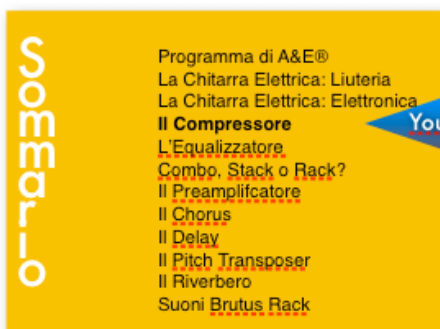 Sommario
Programma di A&E®
La Chitarra Elettrica: Liuteria
La Chitarra Elettrica: Elettronica
Il Compressore
You
L'Equalizzatore
Combo, Stack o Rack?
Il Preamplifcatore
Il Chorus
Il Delay
Il Pitch Transposer
Il Riverbero
Suoni Brutus Rack